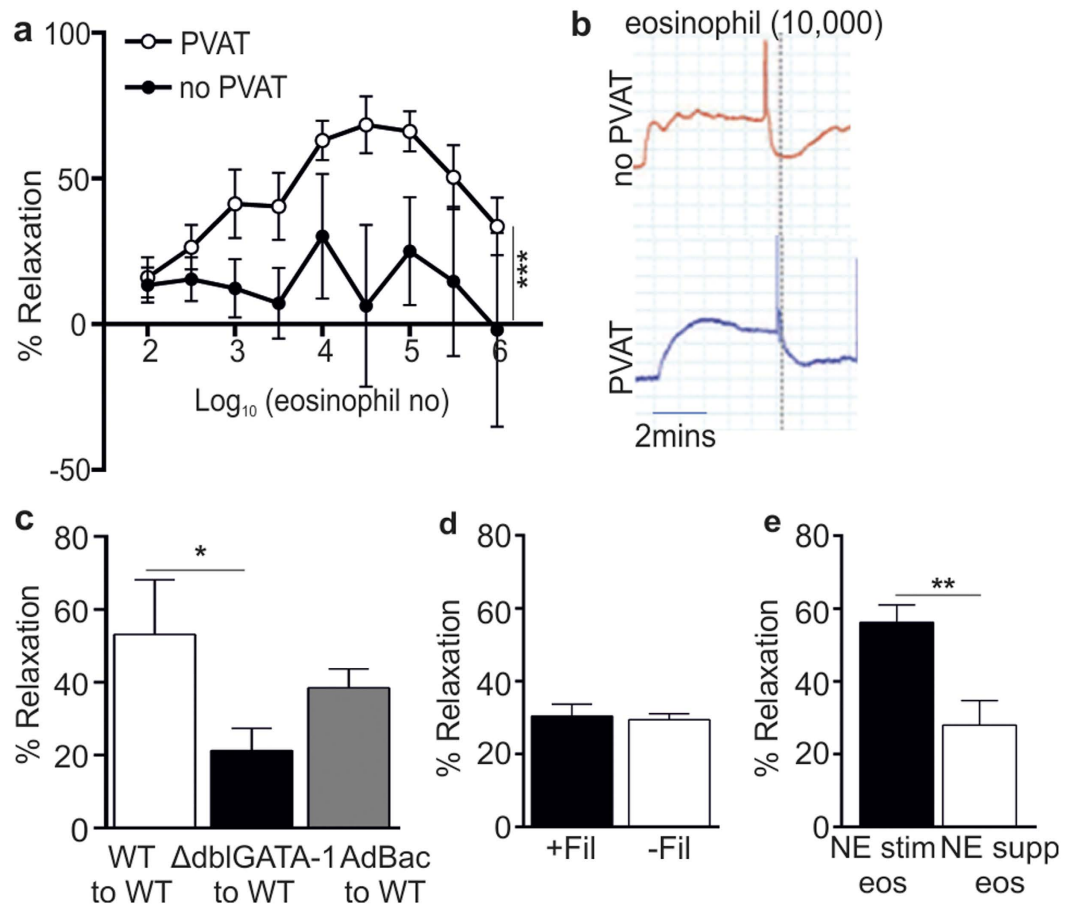 a
100
PVAT
no PVAT
50
0
-50
% Relaxation
2 3 4 5 6
Log10 (eosinophil no)
***
b
eosinophil (10,000)
no PVAT
PVAT
2mins
c
80
60
40
20
0
% Relaxation
*
WT ΔdblGATA-1 AdBac
to WT to WT to WT
d
80
60
40
20
0
% Relaxation
+Fil -Fil
e
80
60
40
20
0
% Relaxation
**
NE stim NE supp
eos eos